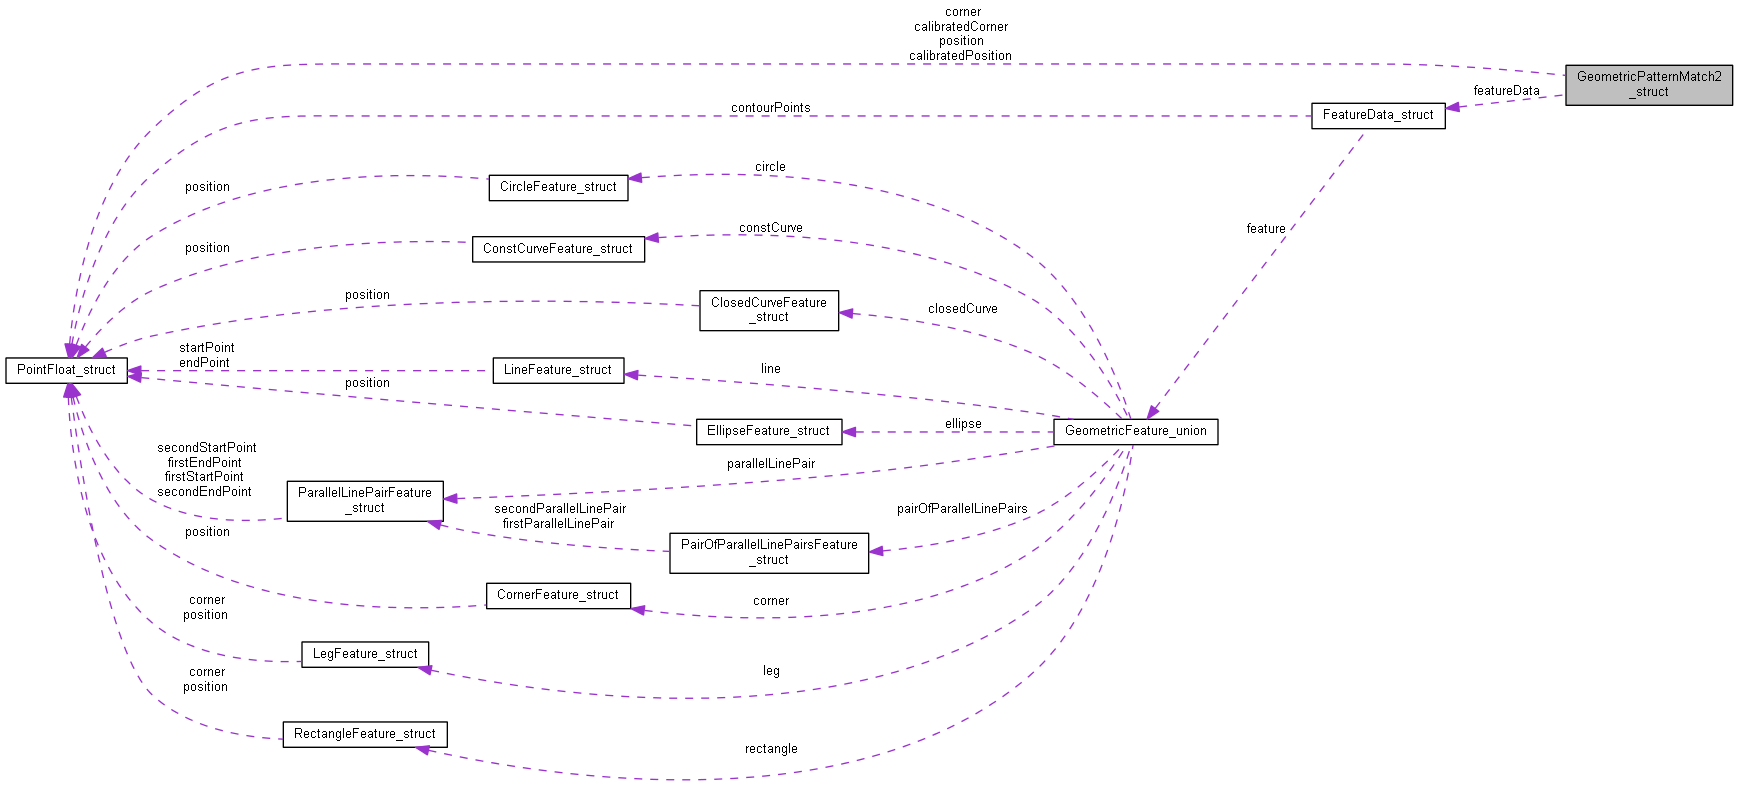 corner
calibratedCorner
position
calibratedPosition
GeometricPatternMatch2
_struct
featureData
contourPoints
FeatureData_struct
circle
position
CircleFeature_struct
constCurve
feature
position
ConstCurveFeature_struct
position
ClosedCurveFeature
_struct
closedCurve
startPoint
endPoint
PointFloat_struct
LineFeature_struct
line
position
EllipseFeature_struct
ellipse
GeometricFeature_union
secondStartPoint
firstEndPoint
firstStartPoint
secondEndPoint
parallelLinePair
ParallelLinePairFeature
_struct
secondParallelLinePair
firstParallelLinePair
pairOfParallelLinePairs
position
PairOfParallelLinePairsFeature
_struct
CornerFeature_struct
corner
corner
position
LegFeature_struct
leg
corner
position
RectangleFeature_struct
rectangle